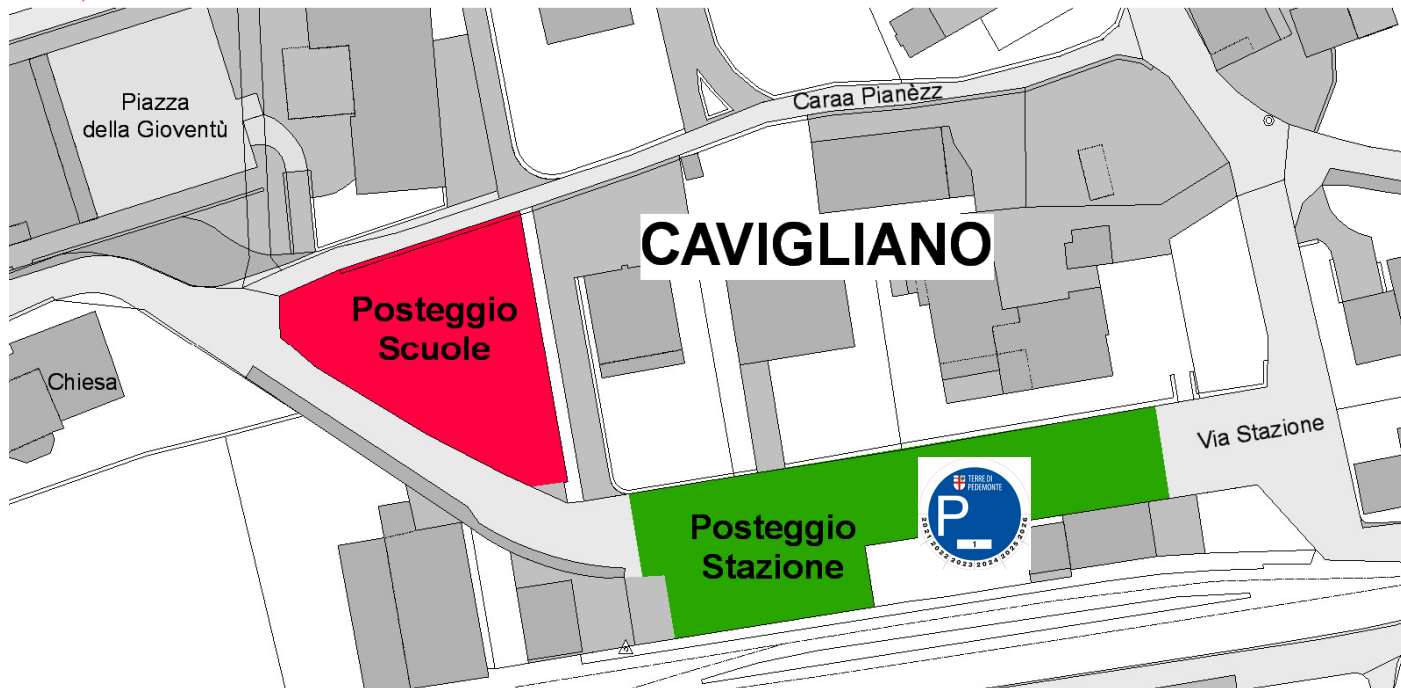 Piazza
della Gioventù
Caraa Pianèzz
CAVIGLIANO
Posteggio
Scuole
Chiesa
Via Stazione
TERRE DI
PEDEMONTE
P
1
2021 2022 2023 2024 2025 2026
Posteggio
Stazione